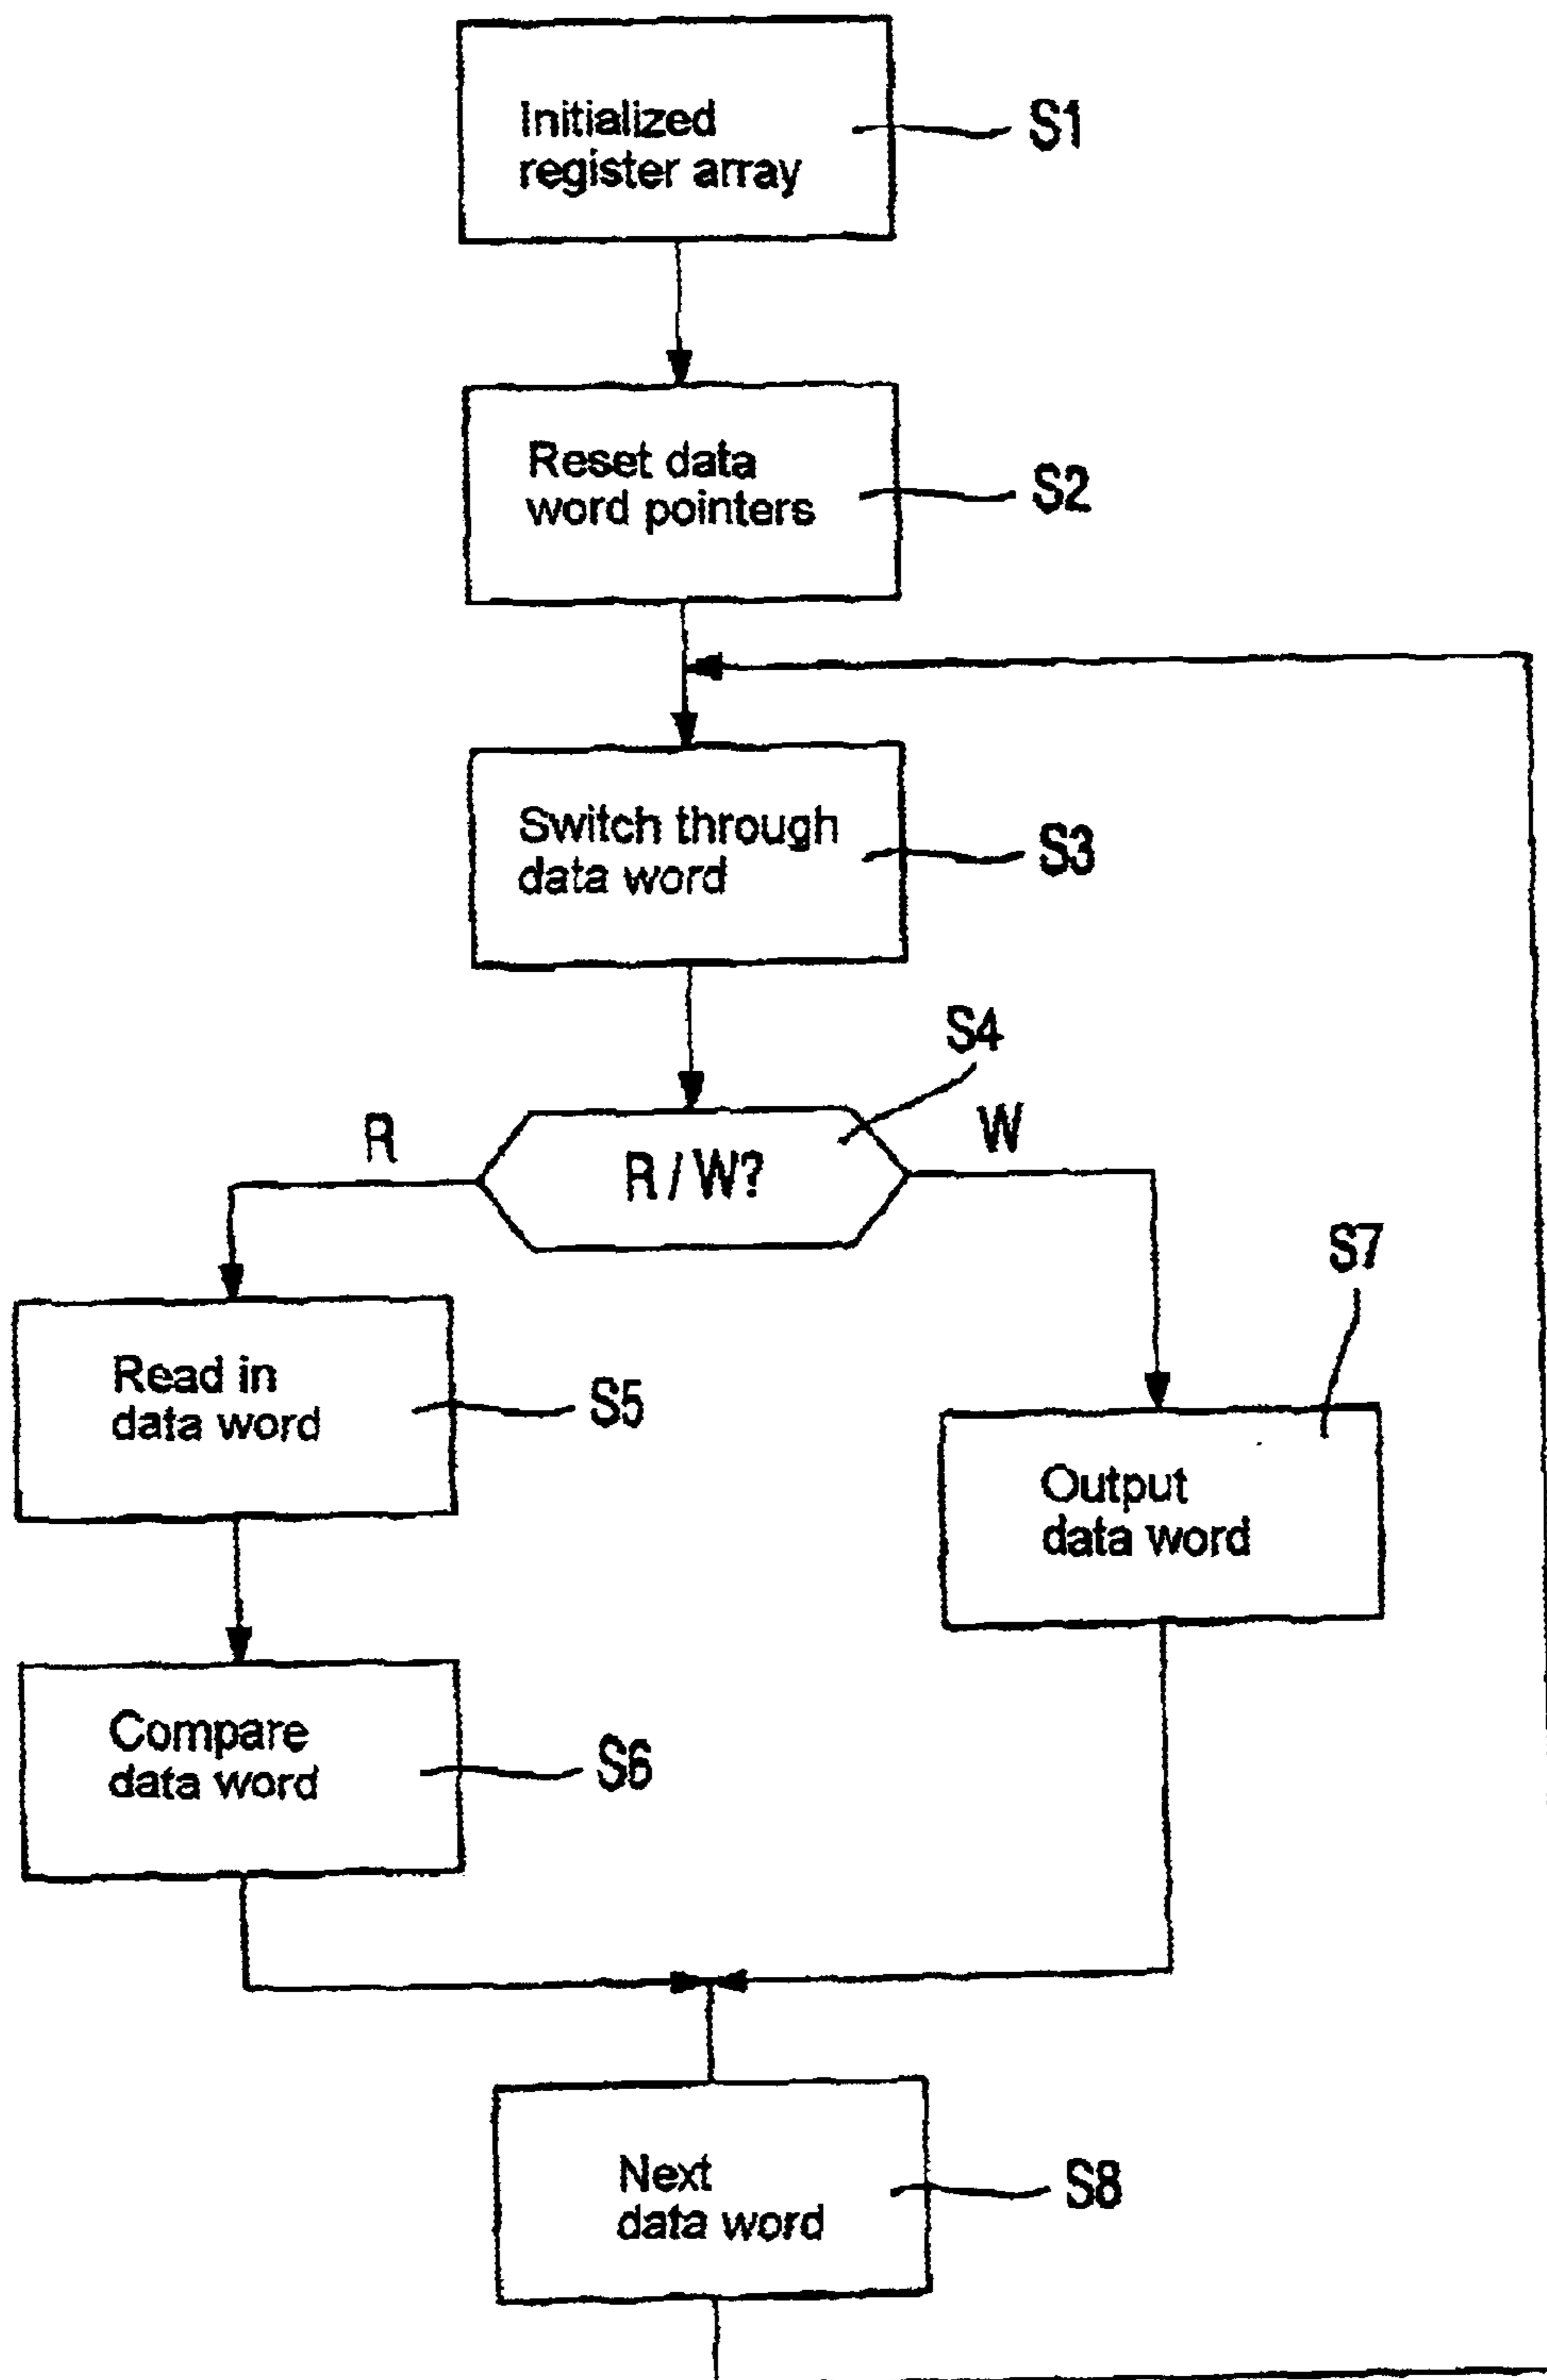 Initialized
register array
S1
Reset data
word pointers
S2
Switch through
data word
S3
S4
R
R / W?
W
S7
Read in
data word
S5
Output
data word
Compare
data word
S6
Next
data word
S8